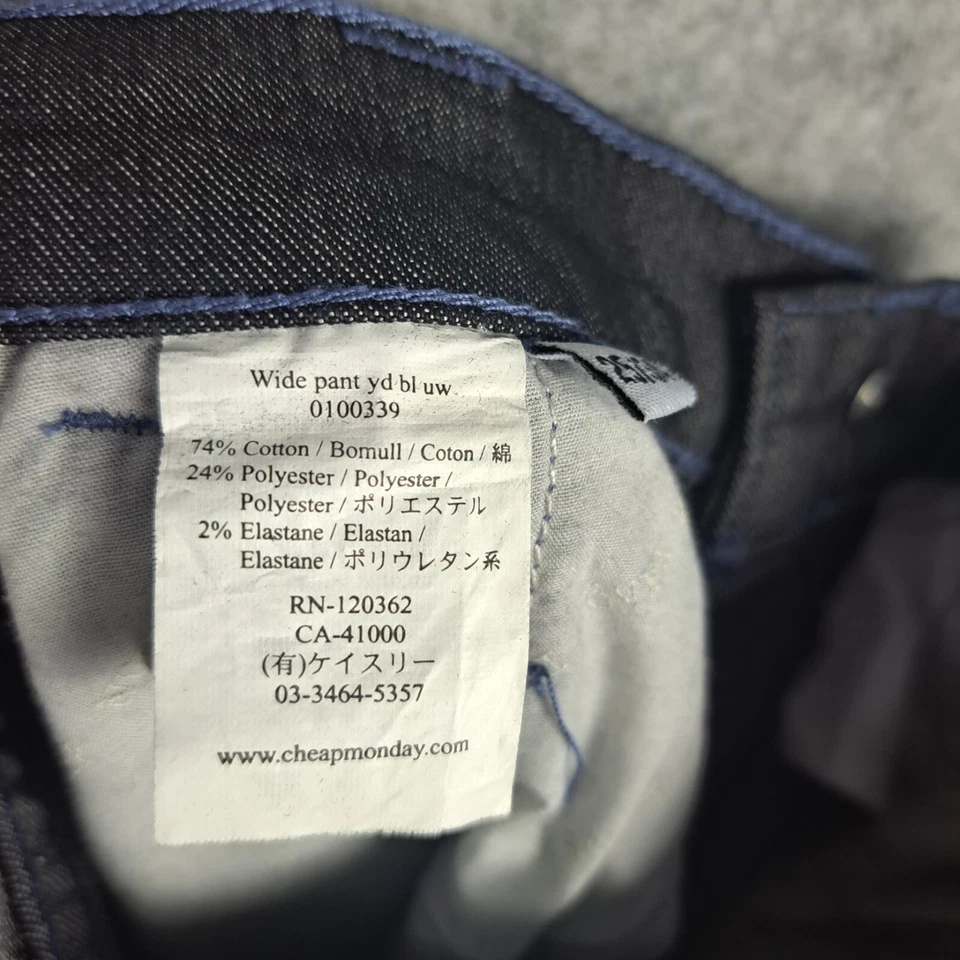 Wide pant yd bl uw
0100339
74% Cotton / Bomull / Coton / 綿
24% Polyester / Polyester /
Polyester / ポリエステル
2% Elastane / Elastan /
Elastane / ポリウレタン系
RN-120362
CA-41000
(有)ケイスリー
03-3464-5357
www.cheapmonday.com